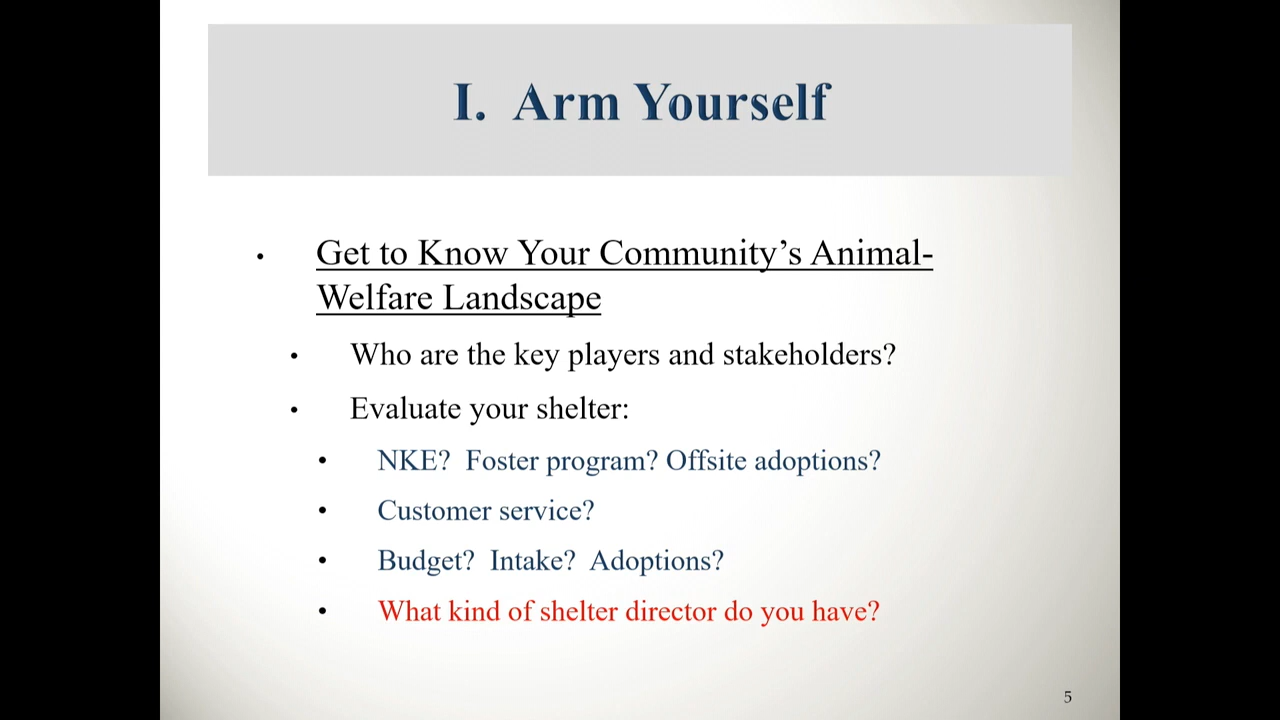 I. Arm Yourself
• Get to Know Your Community’s Animal-
Welfare Landscape
• Who are the key players and stakeholders?
• Evaluate your shelter:
• NKE? Foster program? Offsite adoptions?
• Customer service?
• Budget? Intake? Adoptions?
• What kind of shelter director do you have?
5